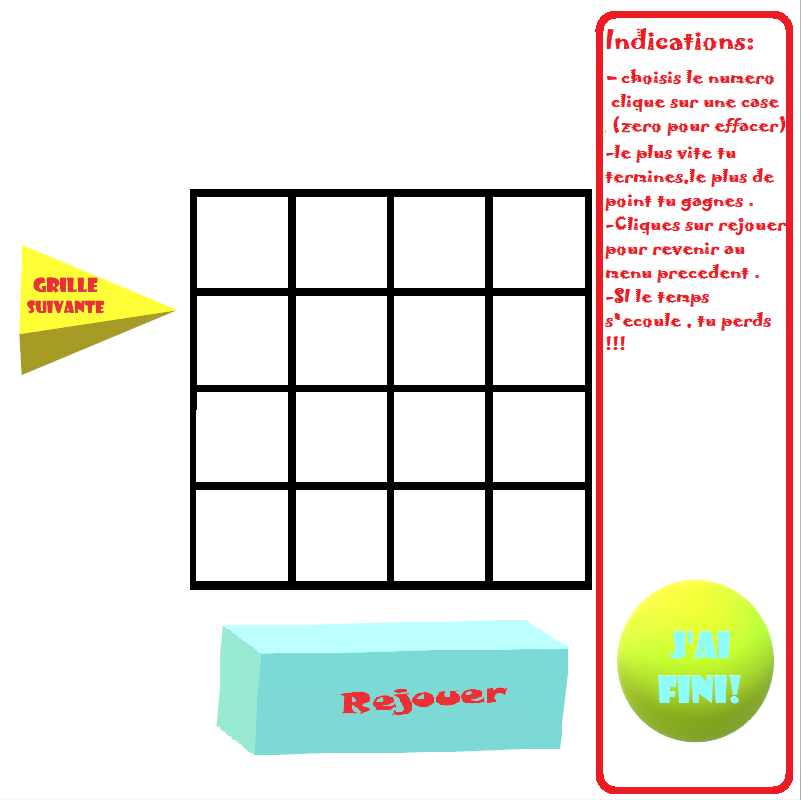 GRILLE
SUIVANTE
Indications:
- choisis le numero
clique sur une case
(zero pour effacer)
-le plus vite tu
termines,le plus de
point tu gagnes .
-Cliques sur rejouer
pour revenir au
menu precedent .
-SI le temps
s'ecoule , tu perds
!!!
Rejouer
J'AI
FINI!